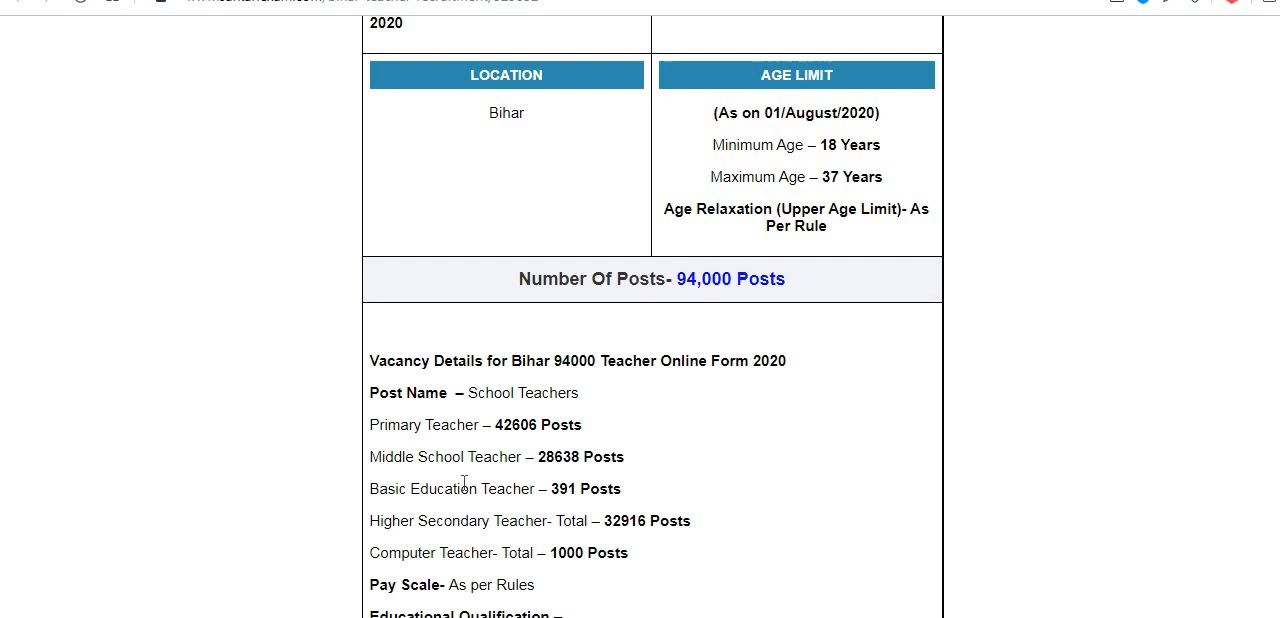 2020
LOCATION
Bihar
AGE LIMIT
(As on 01/August/2020)
Minimum Age – 18 Years
Maximum Age – 37 Years
Age Relaxation (Upper Age Limit)- As
Per Rule
Number Of Posts- 94,000 Posts
Vacancy Details for Bihar 94000 Teacher Online Form 2020
Post Name – School Teachers
Primary Teacher – 42606 Posts
Middle School Teacher – 28638 Posts
Basic Education Teacher – 391 Posts
Higher Secondary Teacher- Total – 32916 Posts
Computer Teacher- Total – 1000 Posts
Pay Scale- As per Rules
Educational Qualification –